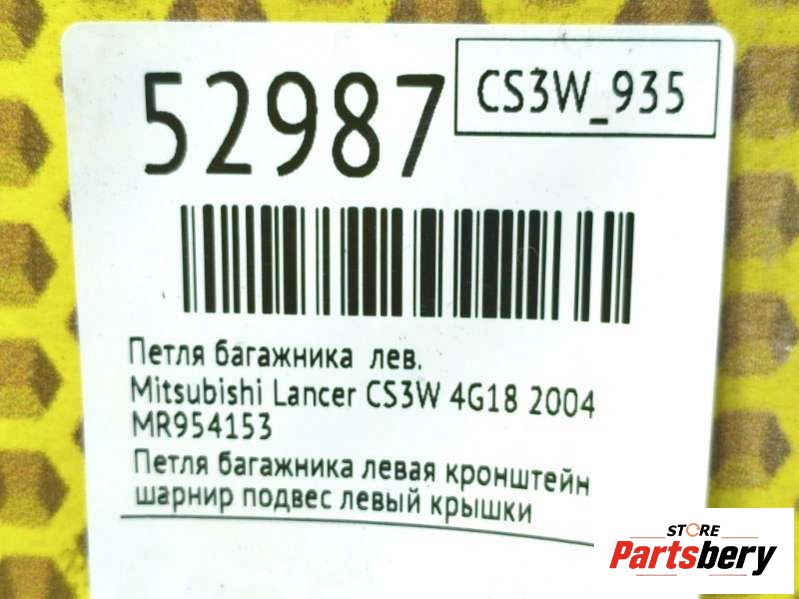 52987
CS3W_935
Петля багажника лев.
Mitsubishi Lancer CS3W 4G18 2004
MR954153
Петля багажника левая кронштейн
шарнир подвес левый крышки
STORE
Partsbery